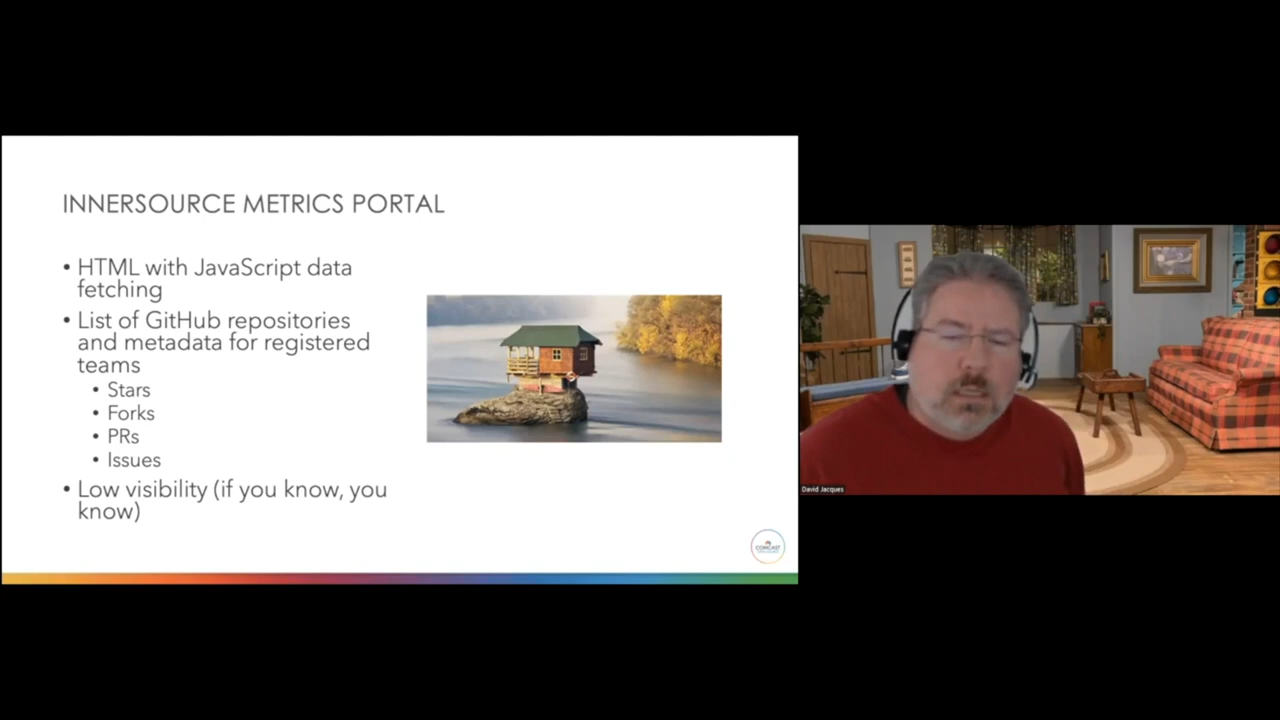 INNERSOURCE METRICS PORTAL
• HTML with JavaScript data
fetching
• List of GitHub repositories
and metadata for registered
teams
• Stars
• Forks
• PRs
• Issues
• Low visibility (if you know, you
know)
COMCAST
David Jacques